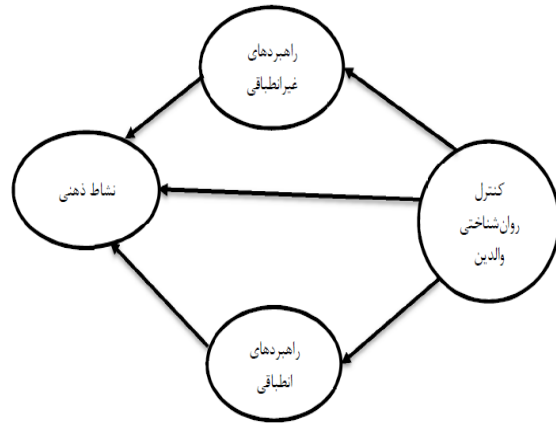 راهبردهای
غیرانطباقی
کنترل
روان‌شناختی
والدین
نشاط ذهنی
راهبردهای
انطباقی